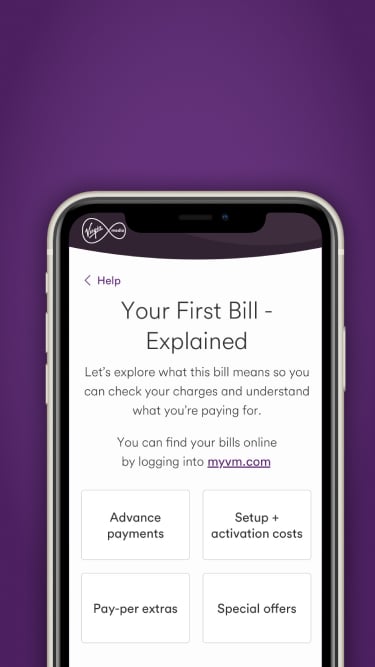 Virgin media
Help
Your First Bill -
Explained
Let's explore what this bill means so you
can check your charges and understand
what you're paying for.
You can find your bills online
by logging into myvm.com
Advance
payments
Setup +
activation costs
Pay-per extras
Special offers